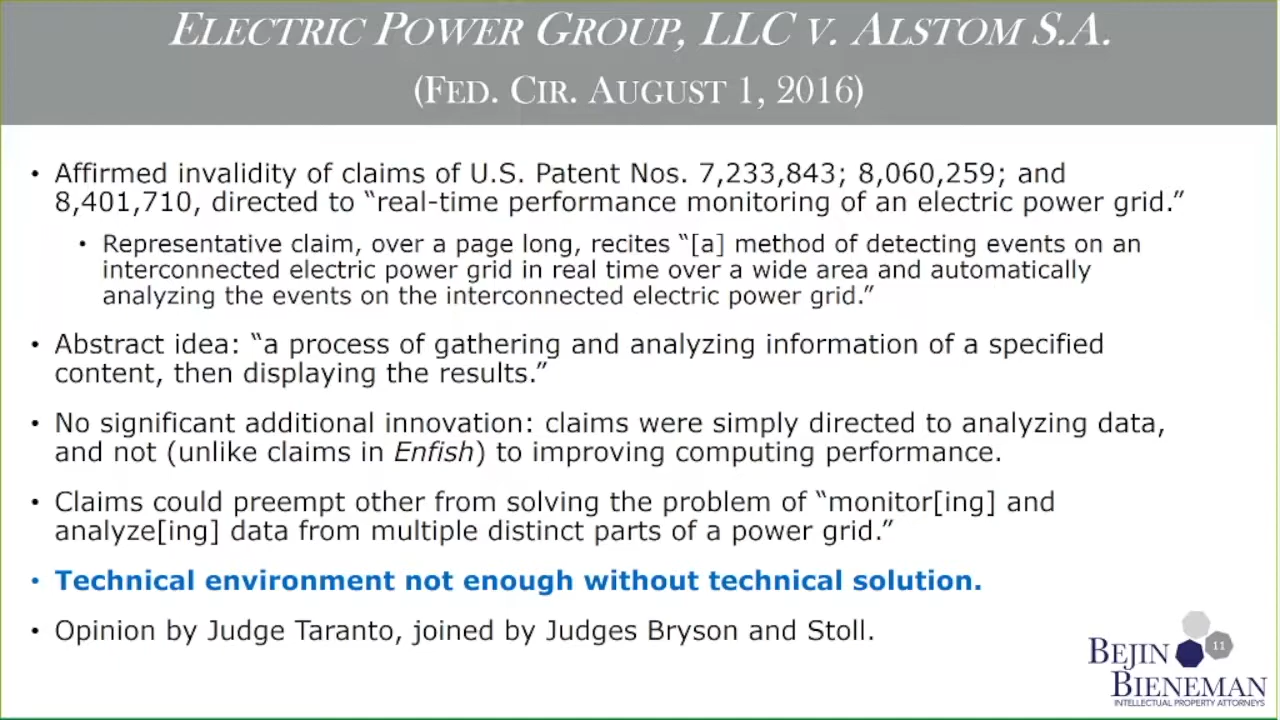 ELECTRIC POWER GROUP, LLC V. ALSTOM S.A.
(FED. CIR. AUGUST 1, 2016)
• Affirmed invalidity of claims of U.S. Patent Nos. 7,233,843; 8,060,259; and
8,401,710, directed to “real-time performance monitoring of an electric power grid.”
• Representative claim, over a page long, recites “[a] method of detecting events on an
interconnected electric power grid in real time over a wide area and automatically
analyzing the events on the interconnected electric power grid.”
• Abstract idea: “a process of gathering and analyzing information of a specified
content, then displaying the results.”
• No significant additional innovation: claims were simply directed to analyzing data,
and not (unlike claims in Enfish) to improving computing performance.
• Claims could preempt other from solving the problem of “monitor[ing] and
analyze[ing] data from multiple distinct parts of a power grid.”
• Technical environment not enough without technical solution.
• Opinion by Judge Taranto, joined by Judges Bryson and Stoll.
11
BEJIN
BIENEMAN
INTELLECTUAL PROPERTY ATTORNEYS